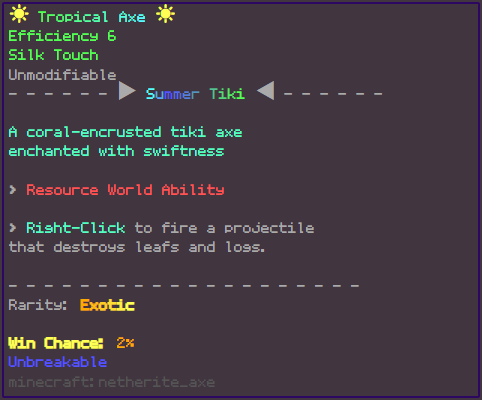 ☀ Tropical Axe ☀
Efficiency 6
Silk Touch
Unmodifiable
- - - - - - ▶ Summer Tiki ◀ - - - - - -
A coral-encrusted tiki axe
enchanted with swiftness
> Resource World Ability
> Right-Click to fire a projectile
that destroys leafs and logs.
- - - - - - - - - - - - - - - - - - - - -
Rarity: Exotic
Win Chance: 2%
Unbreakable
minecraft:netherite_axe